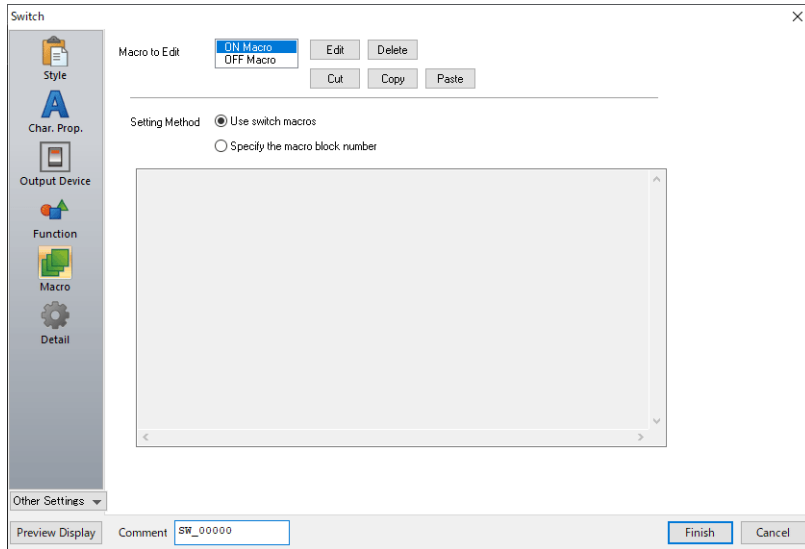 Switch
Style
Char. Prop.
Output Device
Function
Macro
Detail
Other Settings
Macro to Edit
ON Macro
OFF Macro
Edit Delete
Cut Copy Paste
Setting Method Use switch macros
Specify the macro block number
Preview Display Comment SW_00000 Finish Cancel